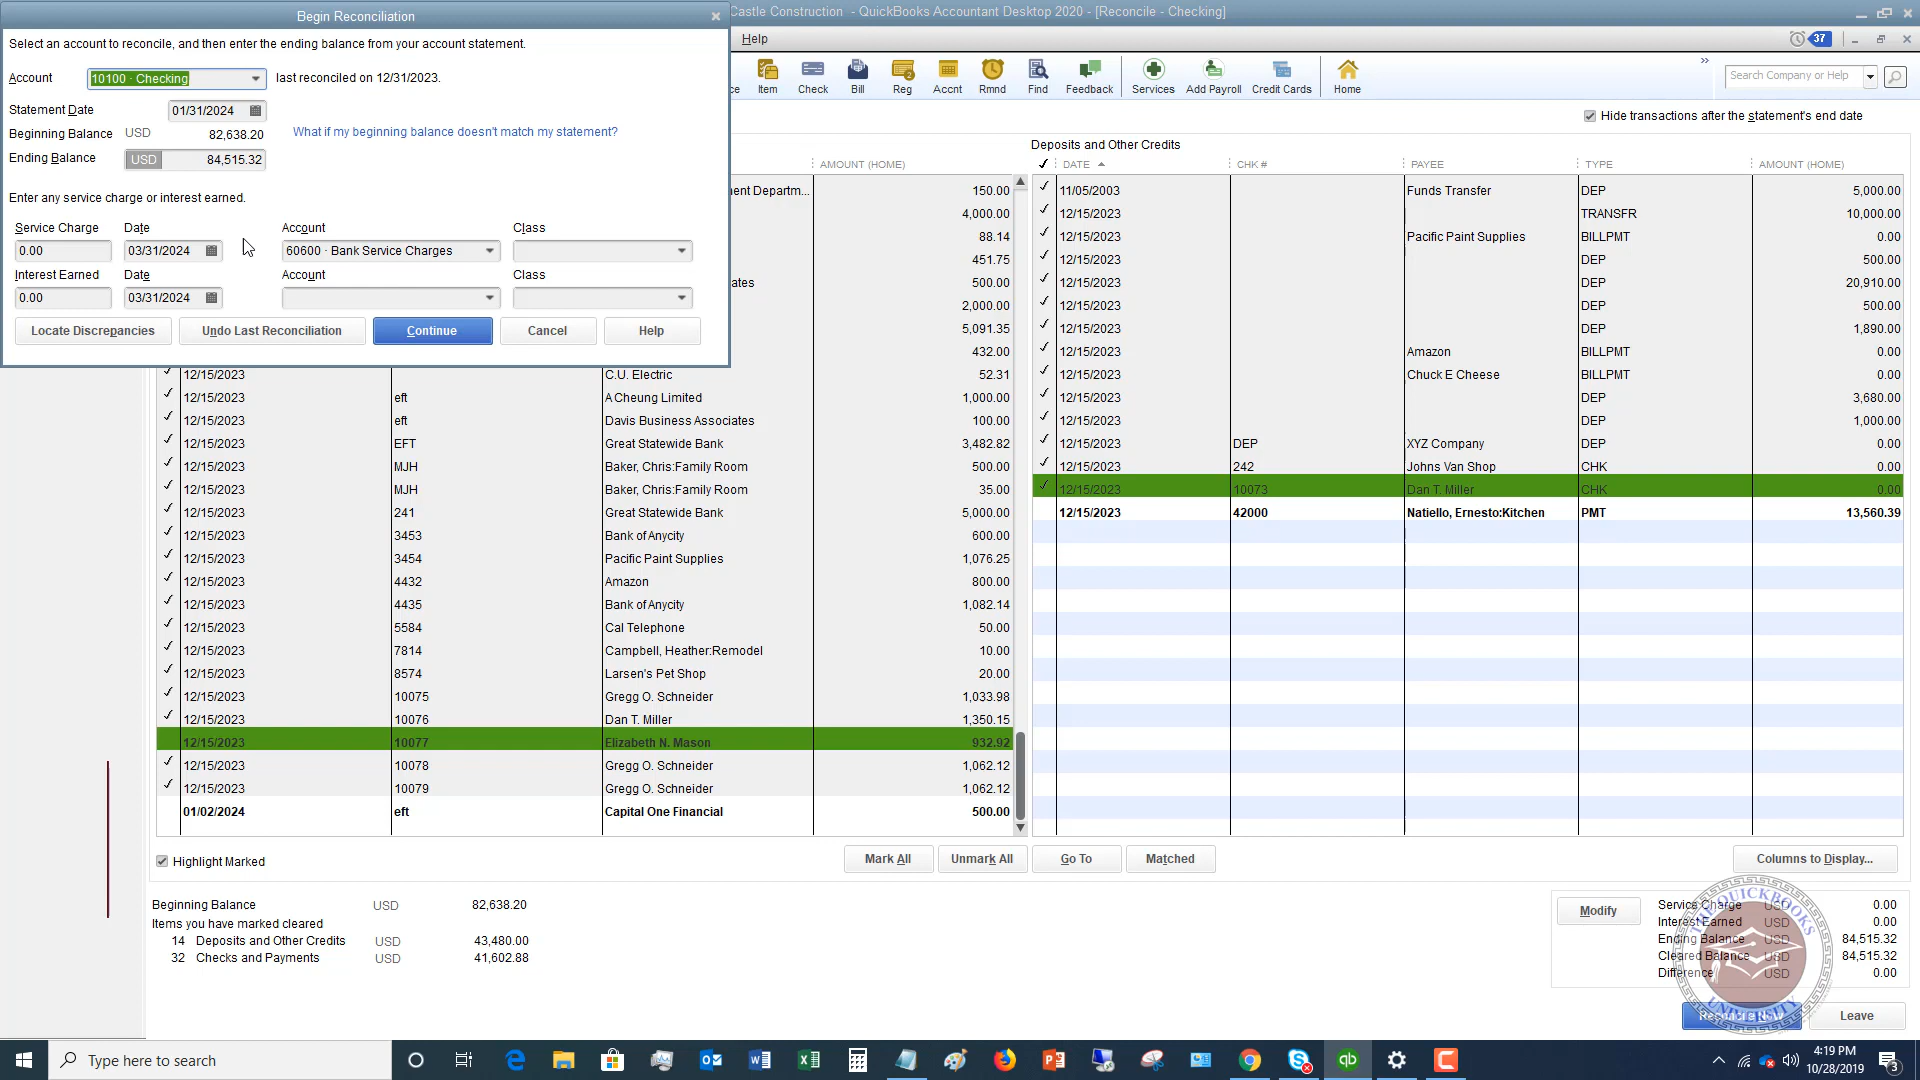 Begin Reconciliation
Castle Construction - QuickBooks Accountant Desktop 2020 - [Reconcile - Checking]
Help
37
Select an account to reconcile, and then enter the ending balance from your account statement.
Account 10100 · Checking last reconciled on 12/31/2023.
Statement Date 01/31/2024
Beginning Balance USD 82,638.20 What if my beginning balance doesn't match my statement?
Ending Balance USD 84,515.32
Enter any service charge or interest earned.
Service Charge Date Account Class
0.00 03/31/2024 60600 · Bank Service Charges
Interest Earned Date Account Class
0.00 03/31/2024
Locate Discrepancies Undo Last Reconciliation Continue Cancel Help
ce Item Check Bill Reg Accnt Rmnd Find Feedback Services Add Payroll Credit Cards Home
Search Company or Help
Hide transactions after the statement's end date
AMOUNT (HOME)
ent Departm... 150.00
4,000.00
88.14
451.75
ates 500.00
2,000.00
5,091.35
432.00
12/15/2023 C.U. Electric 52.31
12/15/2023 eft A Cheung Limited 1,000.00
12/15/2023 eft Davis Business Associates 100.00
12/15/2023 EFT Great Statewide Bank 3,482.82
12/15/2023 MJH Baker, Chris:Family Room 500.00
12/15/2023 MJH Baker, Chris:Family Room 35.00
12/15/2023 241 Great Statewide Bank 5,000.00
12/15/2023 3453 Bank of Anycity 600.00
12/15/2023 3454 Pacific Paint Supplies 1,076.25
12/15/2023 4432 Amazon 800.00
12/15/2023 4435 Bank of Anycity 1,082.14
12/15/2023 5584 Cal Telephone 50.00
12/15/2023 7814 Campbell, Heather:Remodel 10.00
12/15/2023 8574 Larsen's Pet Shop 20.00
12/15/2023 10075 Gregg O. Schneider 1,033.98
12/15/2023 10076 Dan T. Miller 1,350.15
12/15/2023 10077 Elizabeth N. Mason 932.92
12/15/2023 10078 Gregg O. Schneider 1,062.12
12/15/2023 10079 Gregg O. Schneider 1,062.12
01/02/2024 eft Capital One Financial 500.00
Deposits and Other Credits
DATE CHK # PAYEE TYPE AMOUNT (HOME)
11/05/2003 Funds Transfer DEP 5,000.00
12/15/2023 TRANSFR 10,000.00
12/15/2023 Pacific Paint Supplies BILLPMT 0.00
12/15/2023 DEP 500.00
12/15/2023 DEP 20,910.00
12/15/2023 DEP 500.00
12/15/2023 DEP 1,890.00
12/15/2023 Amazon BILLPMT 0.00
12/15/2023 Chuck E Cheese BILLPMT 0.00
12/15/2023 DEP 3,680.00
12/15/2023 DEP 1,000.00
12/15/2023 DEP XYZ Company DEP 0.00
12/15/2023 242 Johns Van Shop CHK 0.00
12/15/2023 10073 Dan T. Miller CHK 0.00
12/15/2023 42000 Natiello, Ernesto:Kitchen PMT 13,560.39
Highlight Marked
Mark All Unmark All Go To Matched Columns to Display...
Beginning Balance USD 82,638.20
Items you have marked cleared
14 Deposits and Other Credits USD 43,480.00
32 Checks and Payments USD 41,602.88
Modify
Service Charge USD 0.00
Interest Earned USD 0.00
Ending Balance USD 84,515.32
Cleared Balance USD 84,515.32
Difference USD 0.00
THE QUICKBOOKS UNIVERSITY
Reconcile Now Leave
Type here to search
4:19 PM
10/28/2019
3